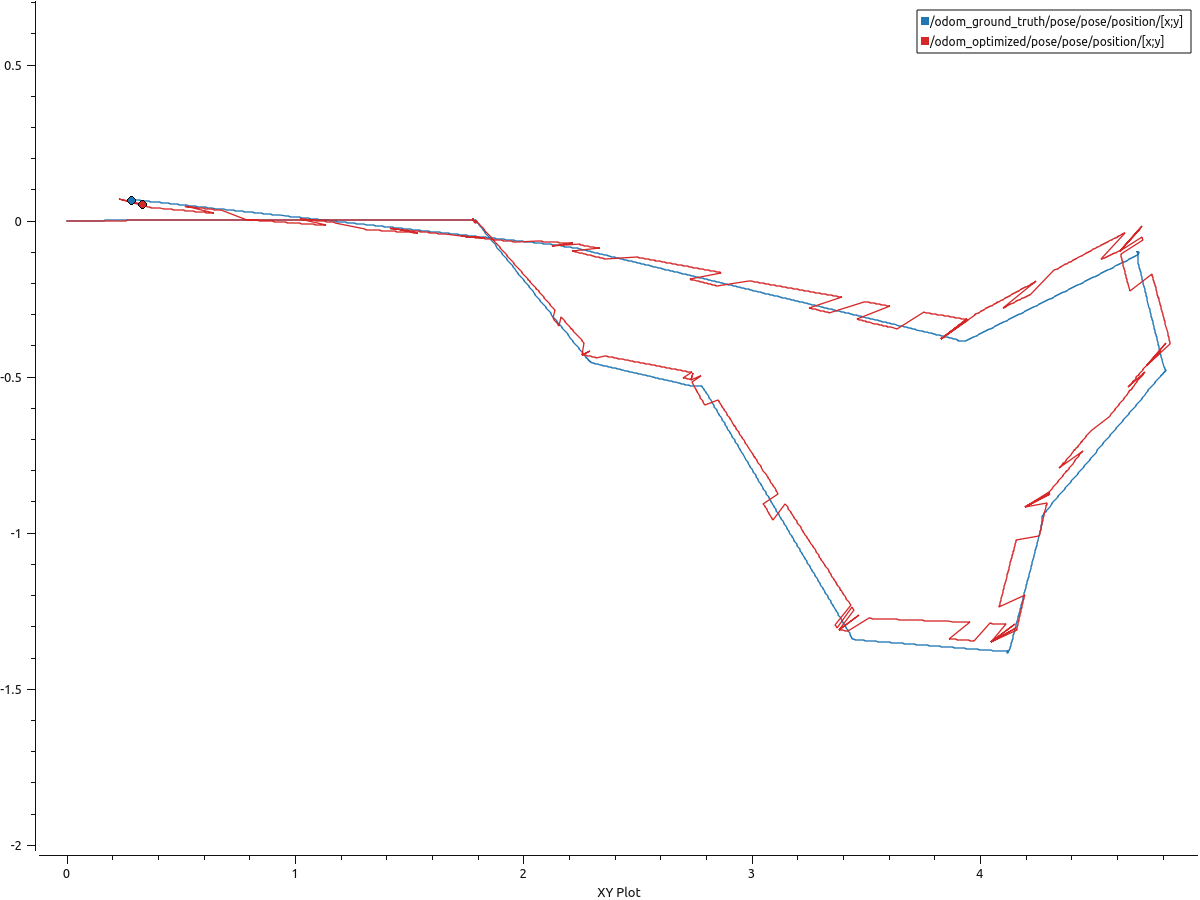 /odom_ground_truth/pose/pose/position/[x;y]
/odom_optimized/pose/pose/position/[x;y]
0.5
0
-0.5
-1
-1.5
-2
0 1 2 3 4
XY Plot